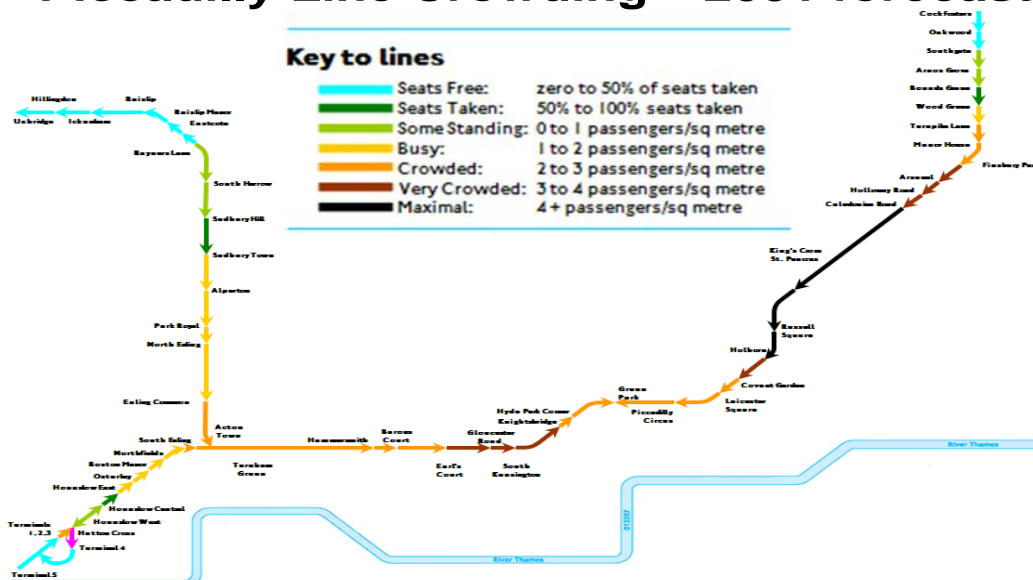 Piccadilly Line Crowding - 2031 forecast
Key to lines
Seats Free: zero to 50% of seats taken
Seats Taken: 50% to 100% seats taken
Some Standing: 0 to 1 passengers/sq metre
Busy: 1 to 2 passengers/sq metre
Crowded: 2 to 3 passengers/sq metre
Very Crowded: 3 to 4 passengers/sq metre
Maximal: 4+ passengers/sq metre
Cockfosters
Oakwood
Southgate
Arnos Grove
Bounds Green
Wood Green
Turnpike Lane
Manor House
Finsbury Par
Arsenal
Holloway Road
Caledonian Road
King's Cross
St. Pancras
Russell
Square
Holborn
Covent Garden
Leicester
Square
Piccadilly
Circus
Green
Park
Hyde Park Corner
Knightsbridge
South
Kensington
Gloucester
Road
Earl's
Court
Barons
Court
Hammersmith
Turnham
Green
Acton
Town
Ealing Common
North Ealing
Park Royal
Alperton
Sudbury Town
Sudbury Hill
South Harrow
Rayners Lane
Eastcote
Ruislip Manor
Ruislip
Ickenham
Hillingdon
Uxbridge
South Ealing
Northfields
Boston Manor
Osterley
Hounslow East
Hounslow Central
Hounslow West
Hatton Cross
Terminals
1, 2, 3
Terminal 4
Terminal 5
River Thames
River Thames